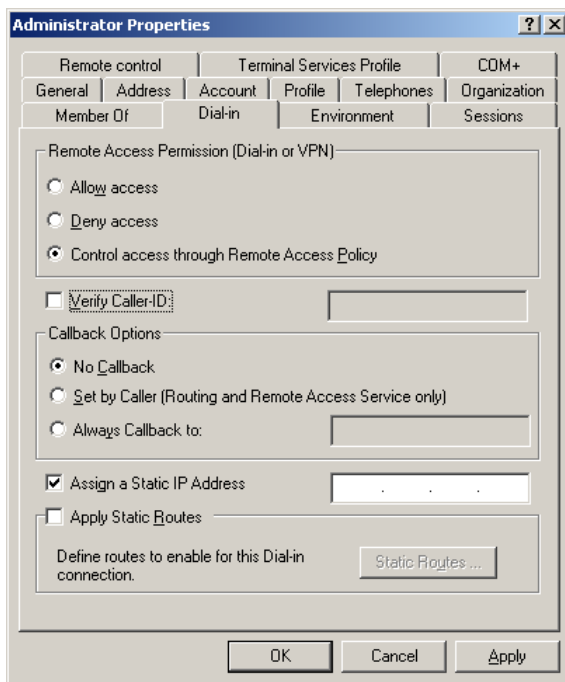 Administrator Properties
Remote control Terminal Services Profile COM+
General Address Account Profile Telephones Organization
Member Of Dial-in Environment Sessions
Remote Access Permission (Dial-in or VPN)
Allow access
Deny access
Control access through Remote Access Policy
Verify Caller-ID:
Callback Options
No Callback
Set by Caller (Routing and Remote Access Service only)
Always Callback to:
Assign a Static IP Address . . .
Apply Static Routes
Define routes to enable for this Dial-in
connection.
Static Routes ...
OK Cancel Apply